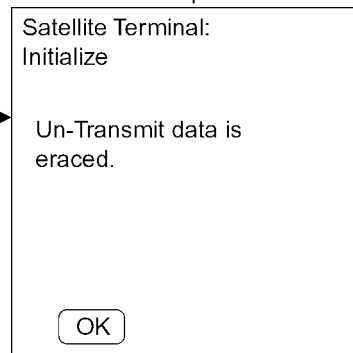 Satellite Terminal:
Initialize
Un-Transmit data is
eraced.
OK